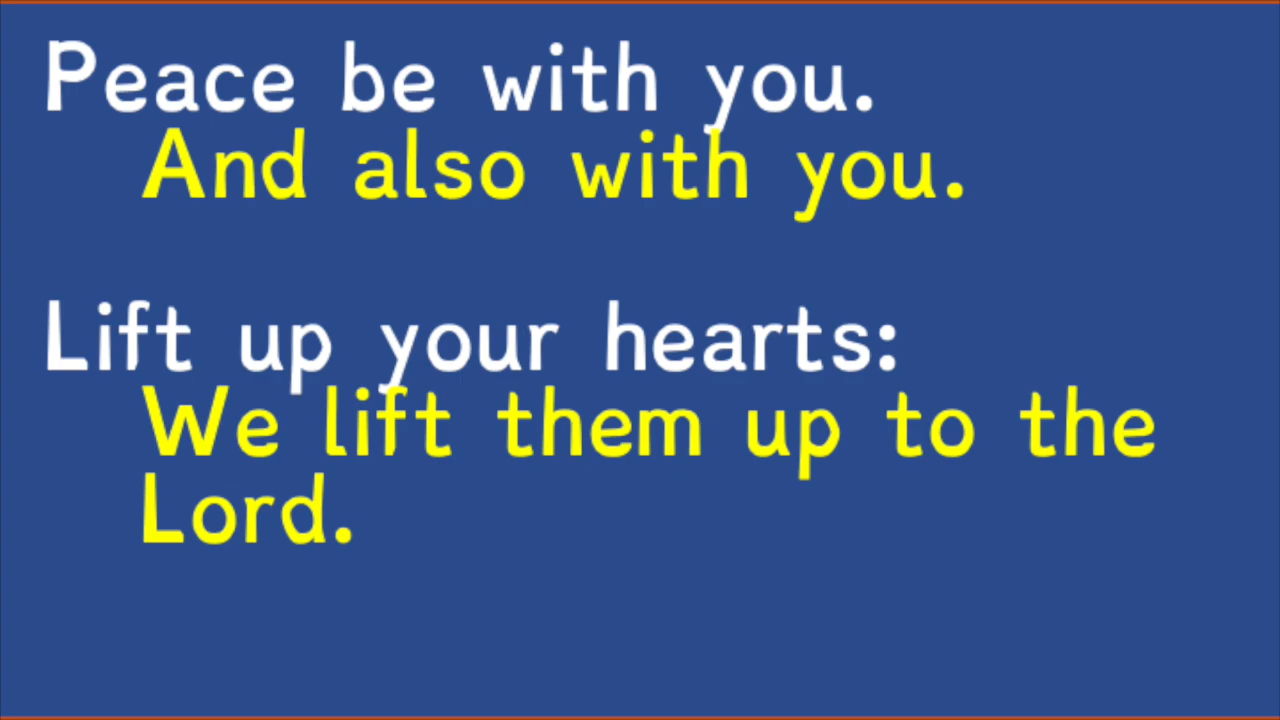 Peace be with you.
And also with you.
Lift up your hearts:
We lift them up to the
Lord.